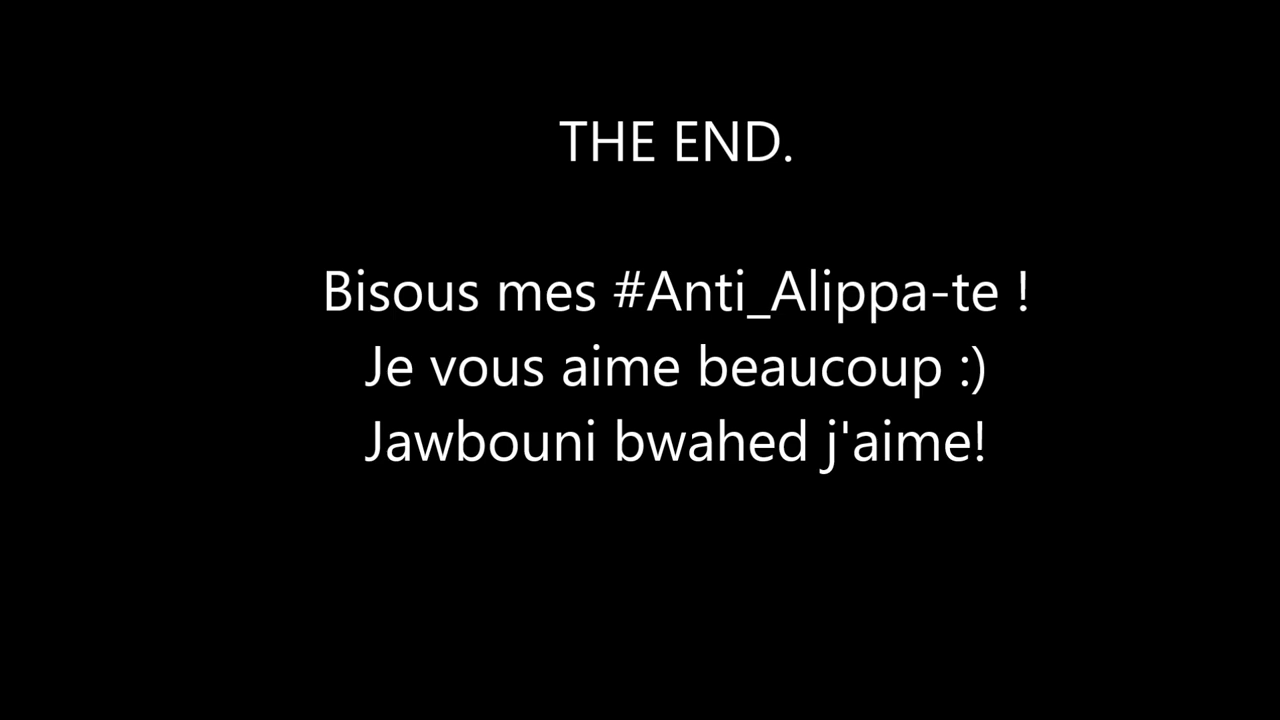 THE END.
Bisous mes #Anti_Alippa-te !
Je vous aime beaucoup :)
Jawbouni bwahed j'aime!